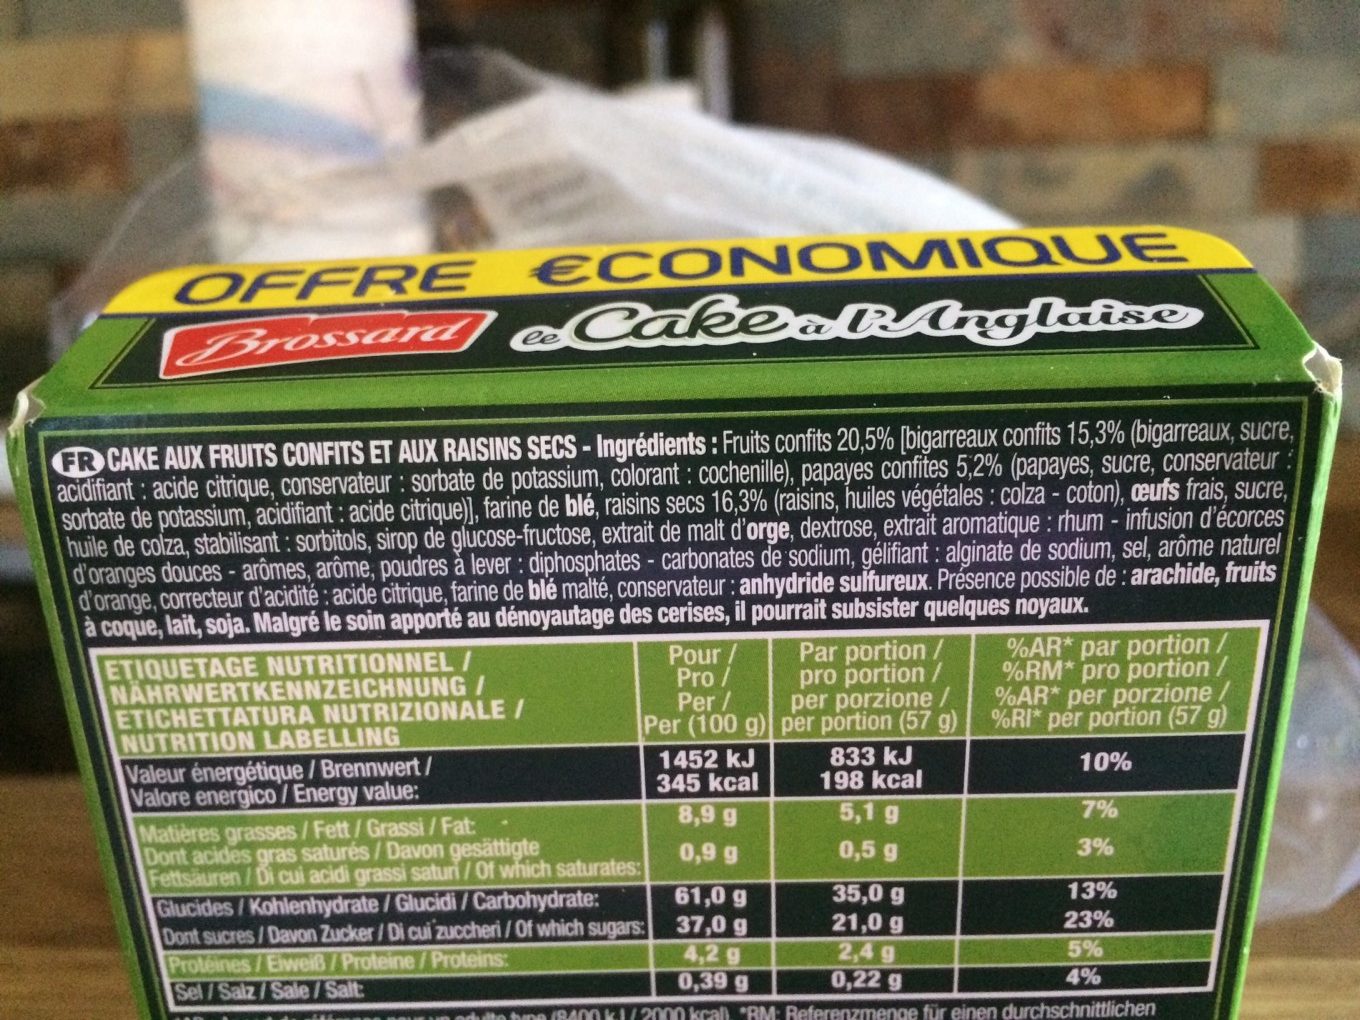 OFFRE €CONOMIQUE
Brossard le Cake à l'Anglaise
FR CAKE AUX FRUITS CONFITS ET AUX RAISINS SECS - Ingrédients : Fruits confits 20,5% [bigarreaux confits 15,3% (bigarreaux, sucre,
acidifiant : acide citrique, conservateur : sorbate de potassium, colorant : cochenille), papayes confites 5,2% (papayes, sucre, conservateur :
sorbate de potassium, acidifiant : acide citrique)], farine de blé, raisins secs 16,3% (raisins, huiles végétales : colza - coton), œufs frais, sucre,
huile de colza, stabilisant : sorbitols, sirop de glucose-fructose, extrait de malt d'orge, dextrose, extrait aromatique : rhum - infusion d'écorces
d'oranges douces - arômes, arôme, poudres à lever : diphosphates - carbonates de sodium, gélifiant : alginate de sodium, sel, arôme naturel
d'orange, correcteur d'acidité : acide citrique, farine de blé malté, conservateur : anhydride sulfureux. Présence possible de : arachide, fruits
à coque, lait, soja. Malgré le soin apporté au dénoyautage des cerises, il pourrait subsister quelques noyaux.
ETIQUETAGE NUTRITIONNEL / Pour / Par portion / %AR* par portion /
NÄHRWERTKENNZEICHNUNG / Pro / pro portion / %RM* pro portion /
ETICHETTATURA NUTRIZIONALE / Per / per porzione / %AR* per porzione /
NUTRITION LABELLING Per (100 g) per portion (57 g) %RI* per portion (57 g)
Valeur énergétique / Brennwert / 1452 kJ 833 kJ 10%
Valore energico / Energy value: 345 kcal 198 kcal
Matières grasses / Fett / Grassi / Fat: 8,9 g 5,1 g 7%
Dont acides gras saturés / Davon gesättigte 0,9 g 0,5 g 3%
Fettsäuren / Di cui acidi grassi saturi / Of which saturates:
Glucides / Kohlenhydrate / Glucidi / Carbohydrate: 61,0 g 35,0 g 13%
Dont sucres / Davon Zucker / Di cui zuccheri / Of which sugars: 37,0 g 21,0 g 23%
Protéines / Eiweiß / Proteine / Proteins: 4,2 g 2,4 g 5%
Sel / Salz / Sale / Salt: 0,39 g 0,22 g 4%
pour un adulte type (8400 kJ / 2000 kcal). *RM: Referenzmenge für einen durchschnittlichen